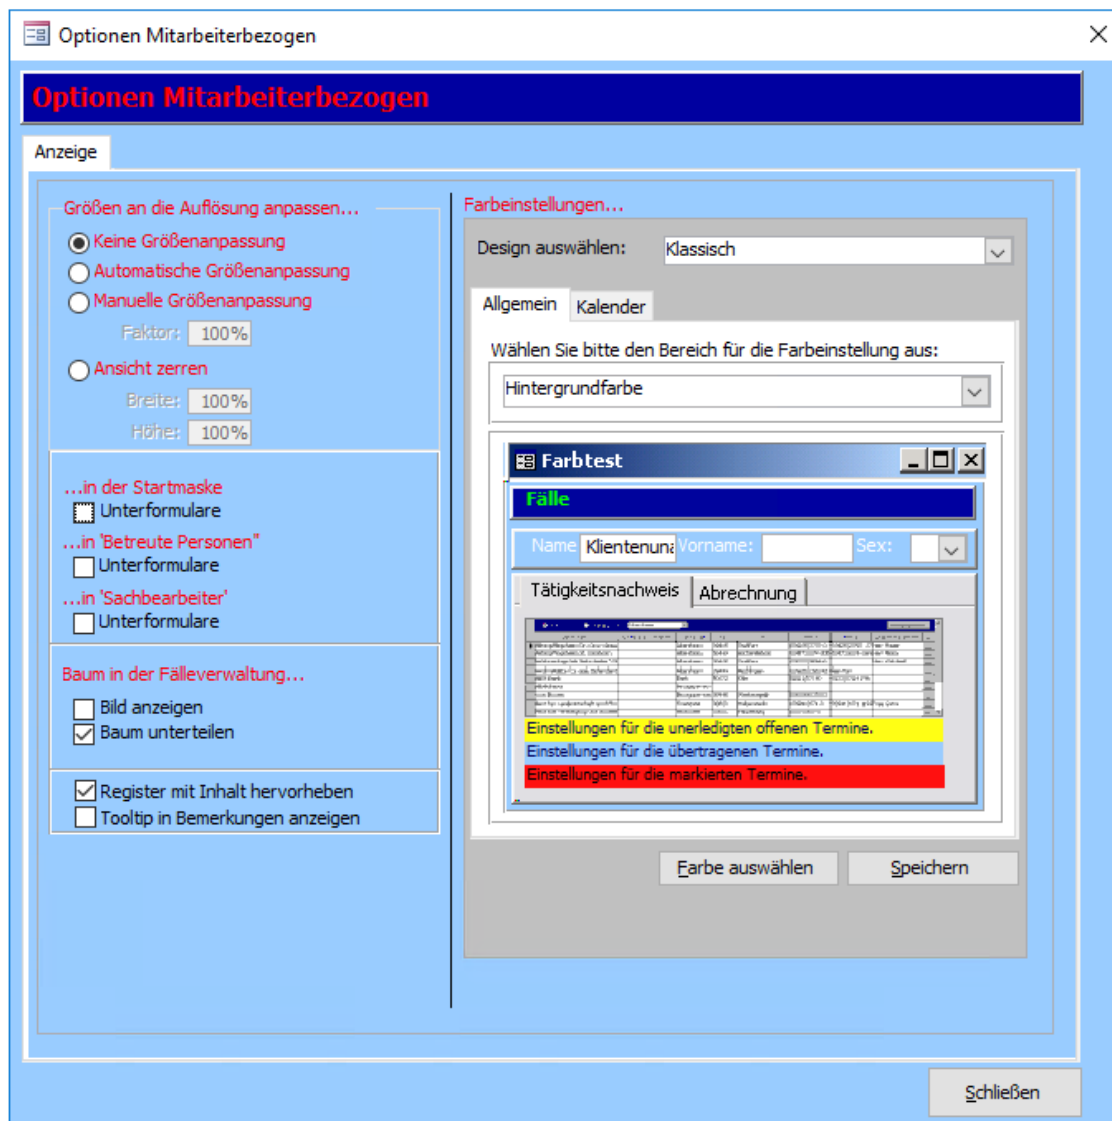 Optionen Mitarbeiterbezogen
Optionen Mitarbeiterbezogen
Anzeige
Größen an die Auflösung anpassen...
Keine Größenanpassung
Automatische Größenanpassung
Manuelle Größenanpassung
Faktor: 100%
Ansicht zerren
Breite: 100%
Höhe: 100%
...in der Startmaske
Unterformulare
...in 'Betreute Personen"
Unterformulare
...in 'Sachbearbeiter'
Unterformulare
Baum in der Fälleverwaltung...
Bild anzeigen
Baum unterteilen
Register mit Inhalt hervorheben
Tooltip in Bemerkungen anzeigen
Farbeinstellungen...
Design auswählen: Klassisch
Allgemein Kalender
Wählen Sie bitte den Bereich für die Farbeinstellung aus:
Hintergrundfarbe
Farbtest
Fälle
Name Klientenuna Vorname: Sex:
Tätigkeitsnachweis Abrechnung
Einstellungen für die unerledigten offenen Termine.
Einstellungen für die übertragenen Termine.
Einstellungen für die markierten Termine.
Farbe auswählen Speichern
Schließen